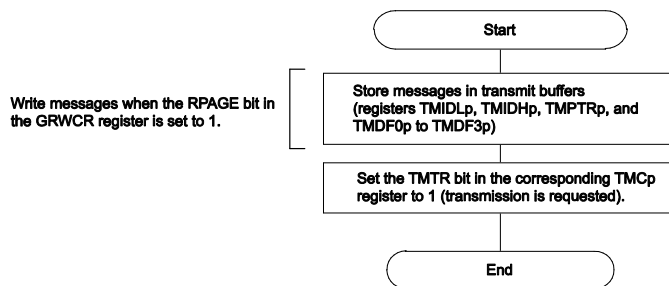 Start
Write messages when the RPAGE bit in
the GRWCR register is set to 1.
Store messages in transmit buffers
(registers TMIDLp, TMIDHp, TMPTRp, and
TMDF0p to TMDF3p)
Set the TMTR bit in the corresponding TMCp
register to 1 (transmission is requested).
End